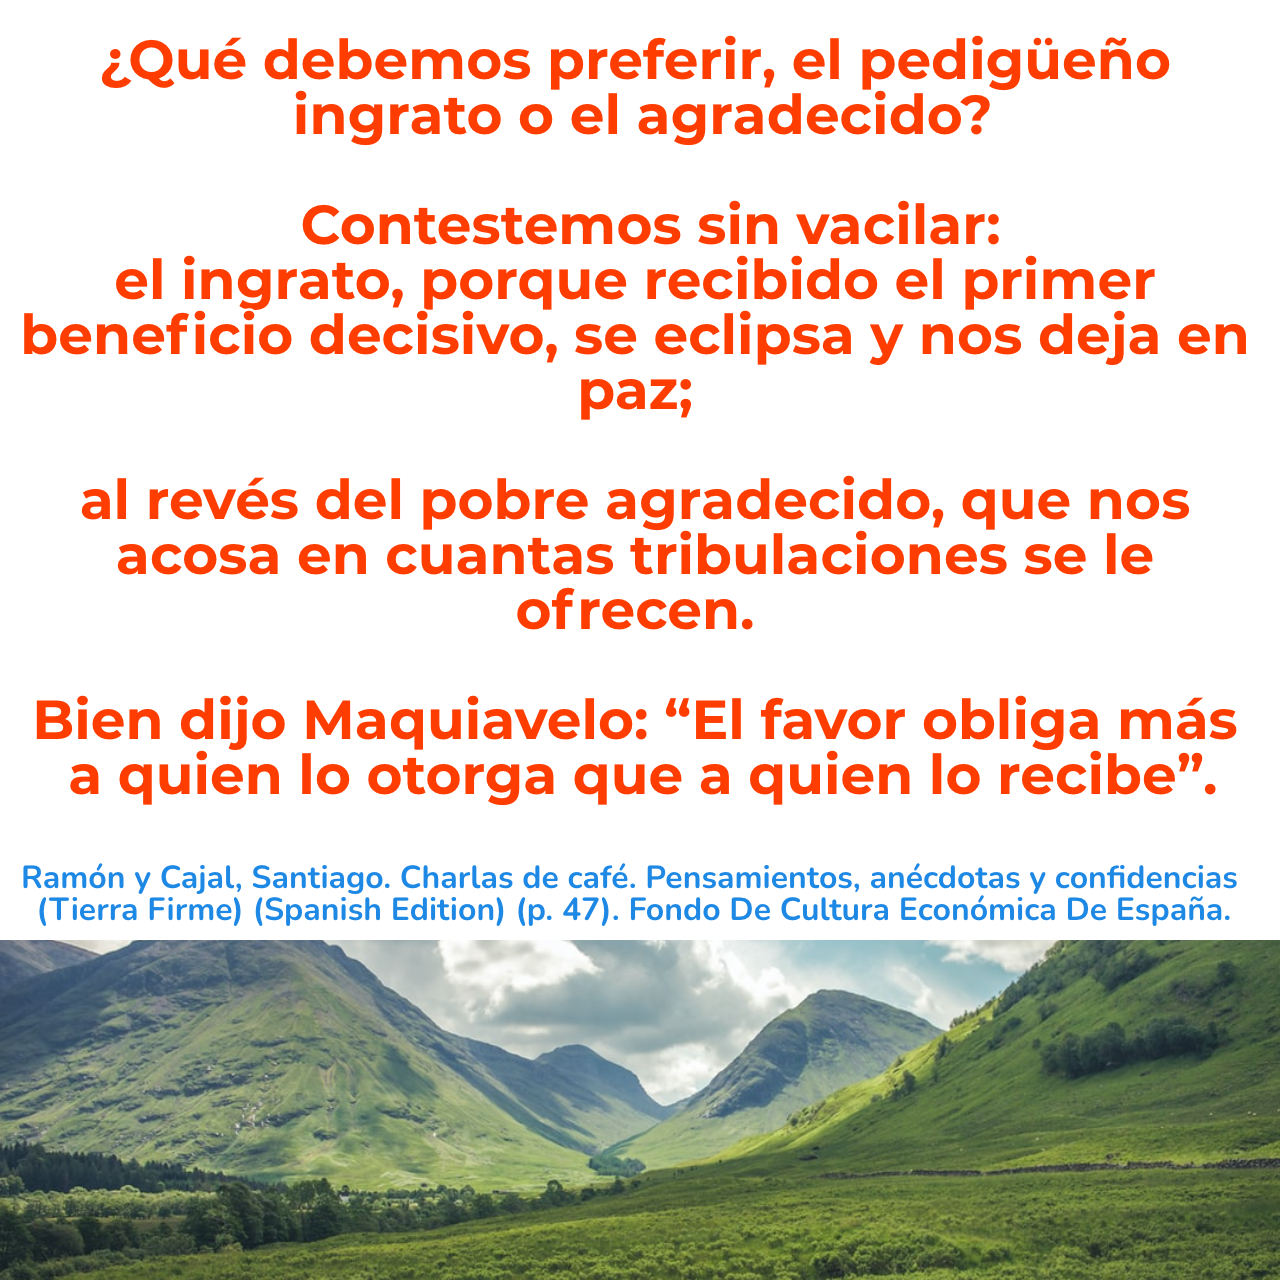 ¿Qué debemos preferir, el pedigüeño
ingrato o el agradecido?
Contestemos sin vacilar:
el ingrato, porque recibido el primer
beneficio decisivo, se eclipsa y nos deja en
paz;
al revés del pobre agradecido, que nos
acosa en cuantas tribulaciones se le
ofrecen.
Bien dijo Maquiavelo: “El favor obliga más
a quien lo otorga que a quien lo recibe”.
Ramón y Cajal, Santiago. Charlas de café. Pensamientos, anécdotas y confidencias
(Tierra Firme) (Spanish Edition) (p. 47). Fondo De Cultura Económica De España.